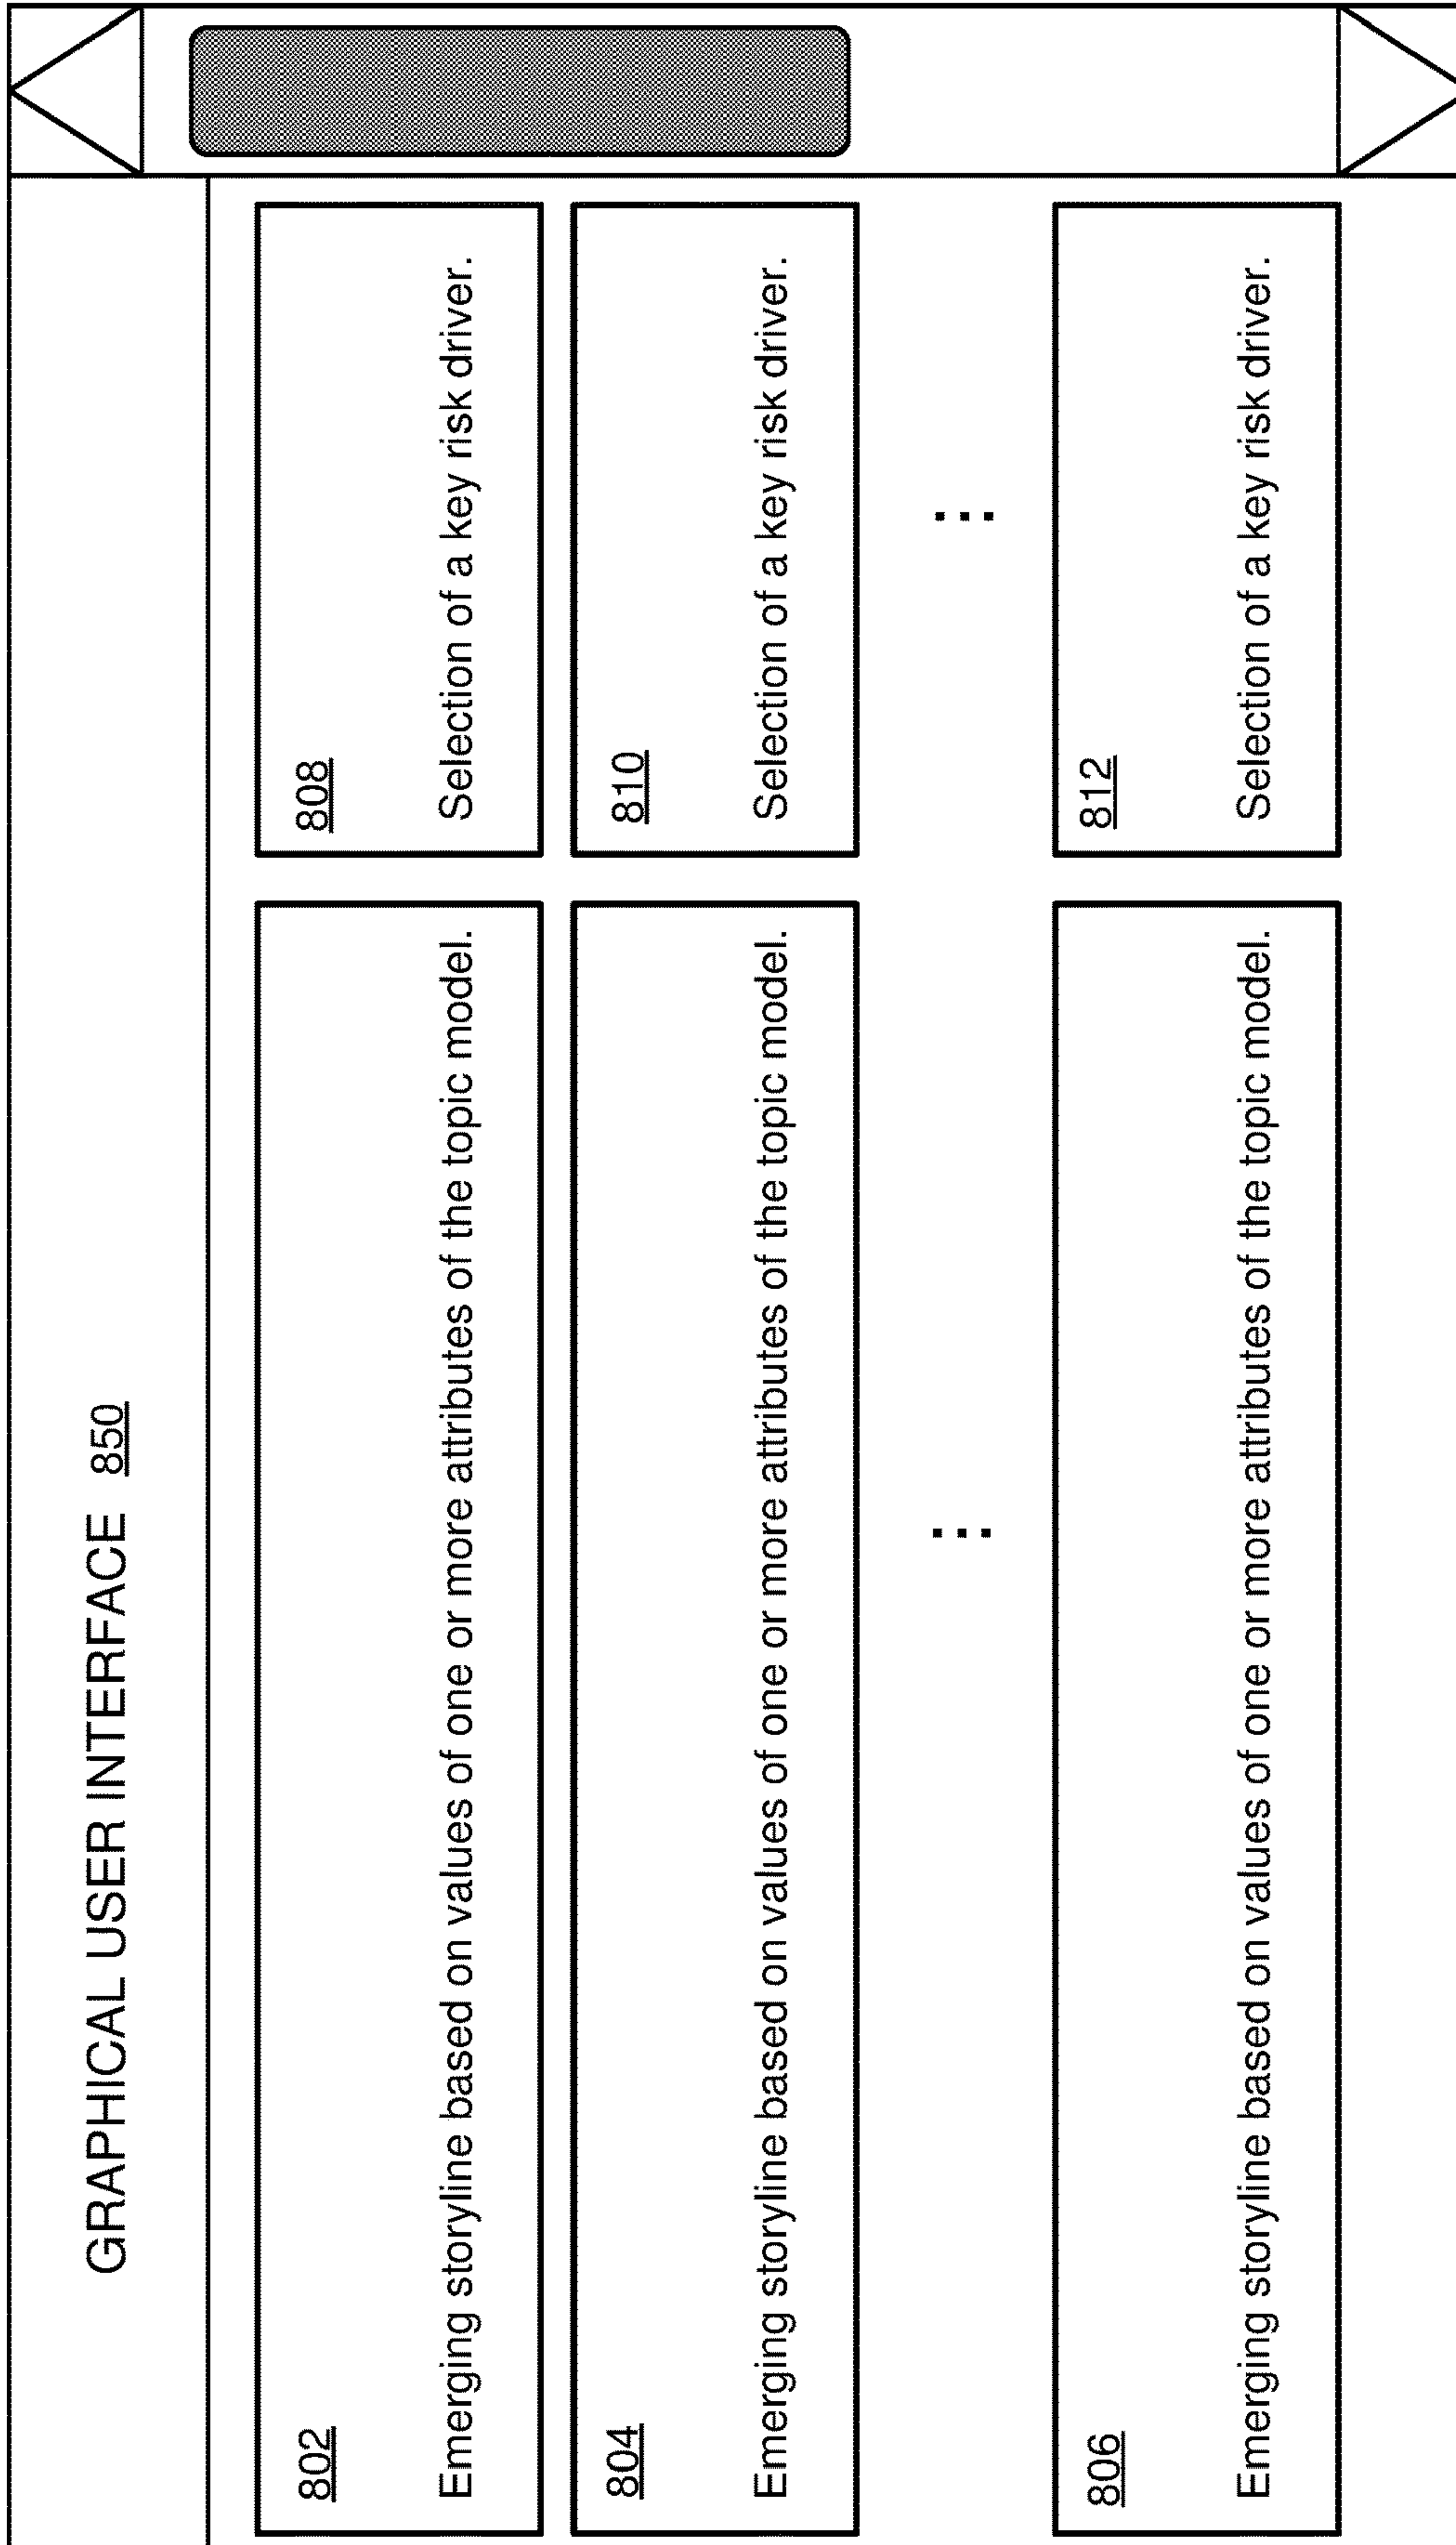 GRAPHICAL USER INTERFACE 850
802
Emerging storyline based on values of one or more attributes of the topic model.
808
Selection of a key risk driver.
804
Emerging storyline based on values of one or more attributes of the topic model.
810
Selection of a key risk driver.
...
...
806
Emerging storyline based on values of one or more attributes of the topic model.
812
Selection of a key risk driver.